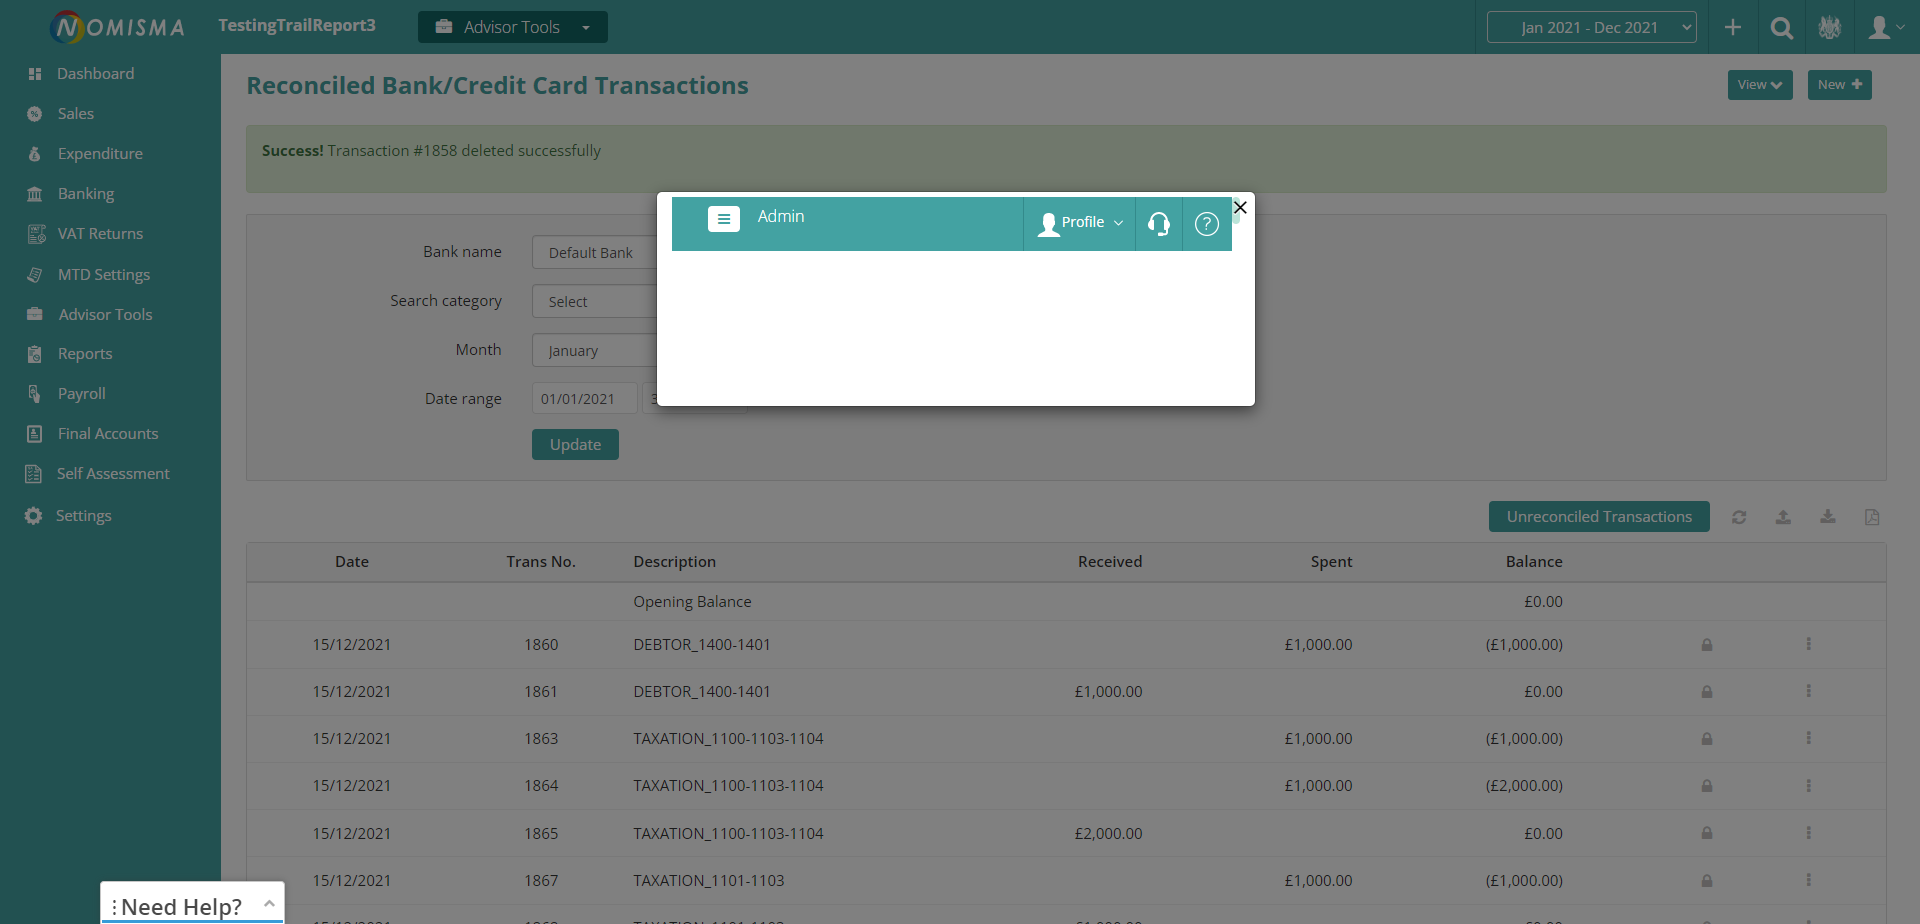 NOMISMA
TestingTrailReport3
Advisor Tools
Jan 2021 - Dec 2021
Dashboard
Sales
Expenditure
Banking
VAT Returns
MTD Settings
Advisor Tools
Reports
Payroll
Final Accounts
Self Assessment
Settings
Reconciled Bank/Credit Card Transactions
View
New
Success! Transaction #1858 deleted successfully
Admin
Profile
?
Bank name
Default Bank
Search category
Select
Month
January
Date range
01/01/2021
3
Update
Unreconciled Transactions
Date Trans No. Description Received Spent Balance
Opening Balance £0.00
15/12/2021 1860 DEBTOR_1400-1401 £1,000.00 (£1,000.00)
15/12/2021 1861 DEBTOR_1400-1401 £1,000.00 £0.00
15/12/2021 1863 TAXATION_1100-1103-1104 £1,000.00 (£1,000.00)
15/12/2021 1864 TAXATION_1100-1103-1104 £1,000.00 (£2,000.00)
15/12/2021 1865 TAXATION_1100-1103-1104 £2,000.00 £0.00
15/12/2021 1867 TAXATION_1101-1103 £1,000.00 (£1,000.00)
Need Help?